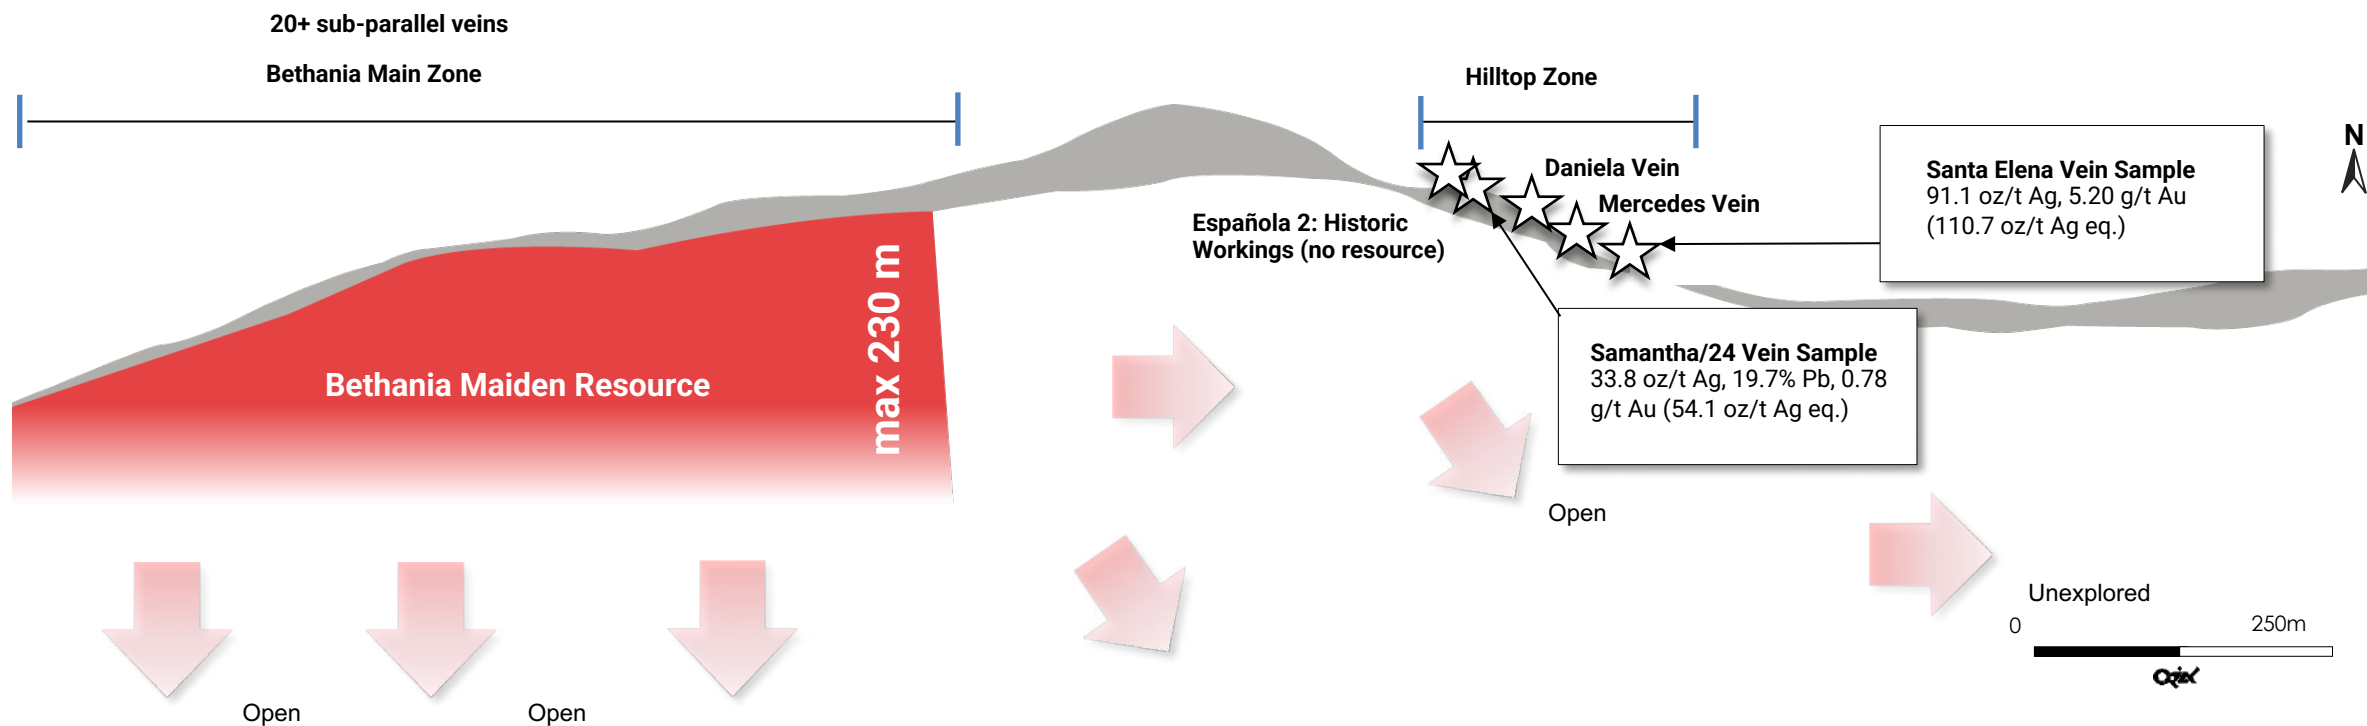 20+ sub-parallel veins
Bethania Main Zone
Hilltop Zone
N
Daniela Vein
Mercedes Vein
Española 2: Historic
Workings (no resource)
Santa Elena Vein Sample
91.1 oz/t Ag, 5.20 g/t Au
(110.7 oz/t Ag eq.)
Samantha/24 Vein Sample
33.8 oz/t Ag, 19.7% Pb, 0.78
g/t Au (54.1 oz/t Ag eq.)
Bethania Maiden Resource
max 230 m
Open
Unexplored
0
250m
Open
Open